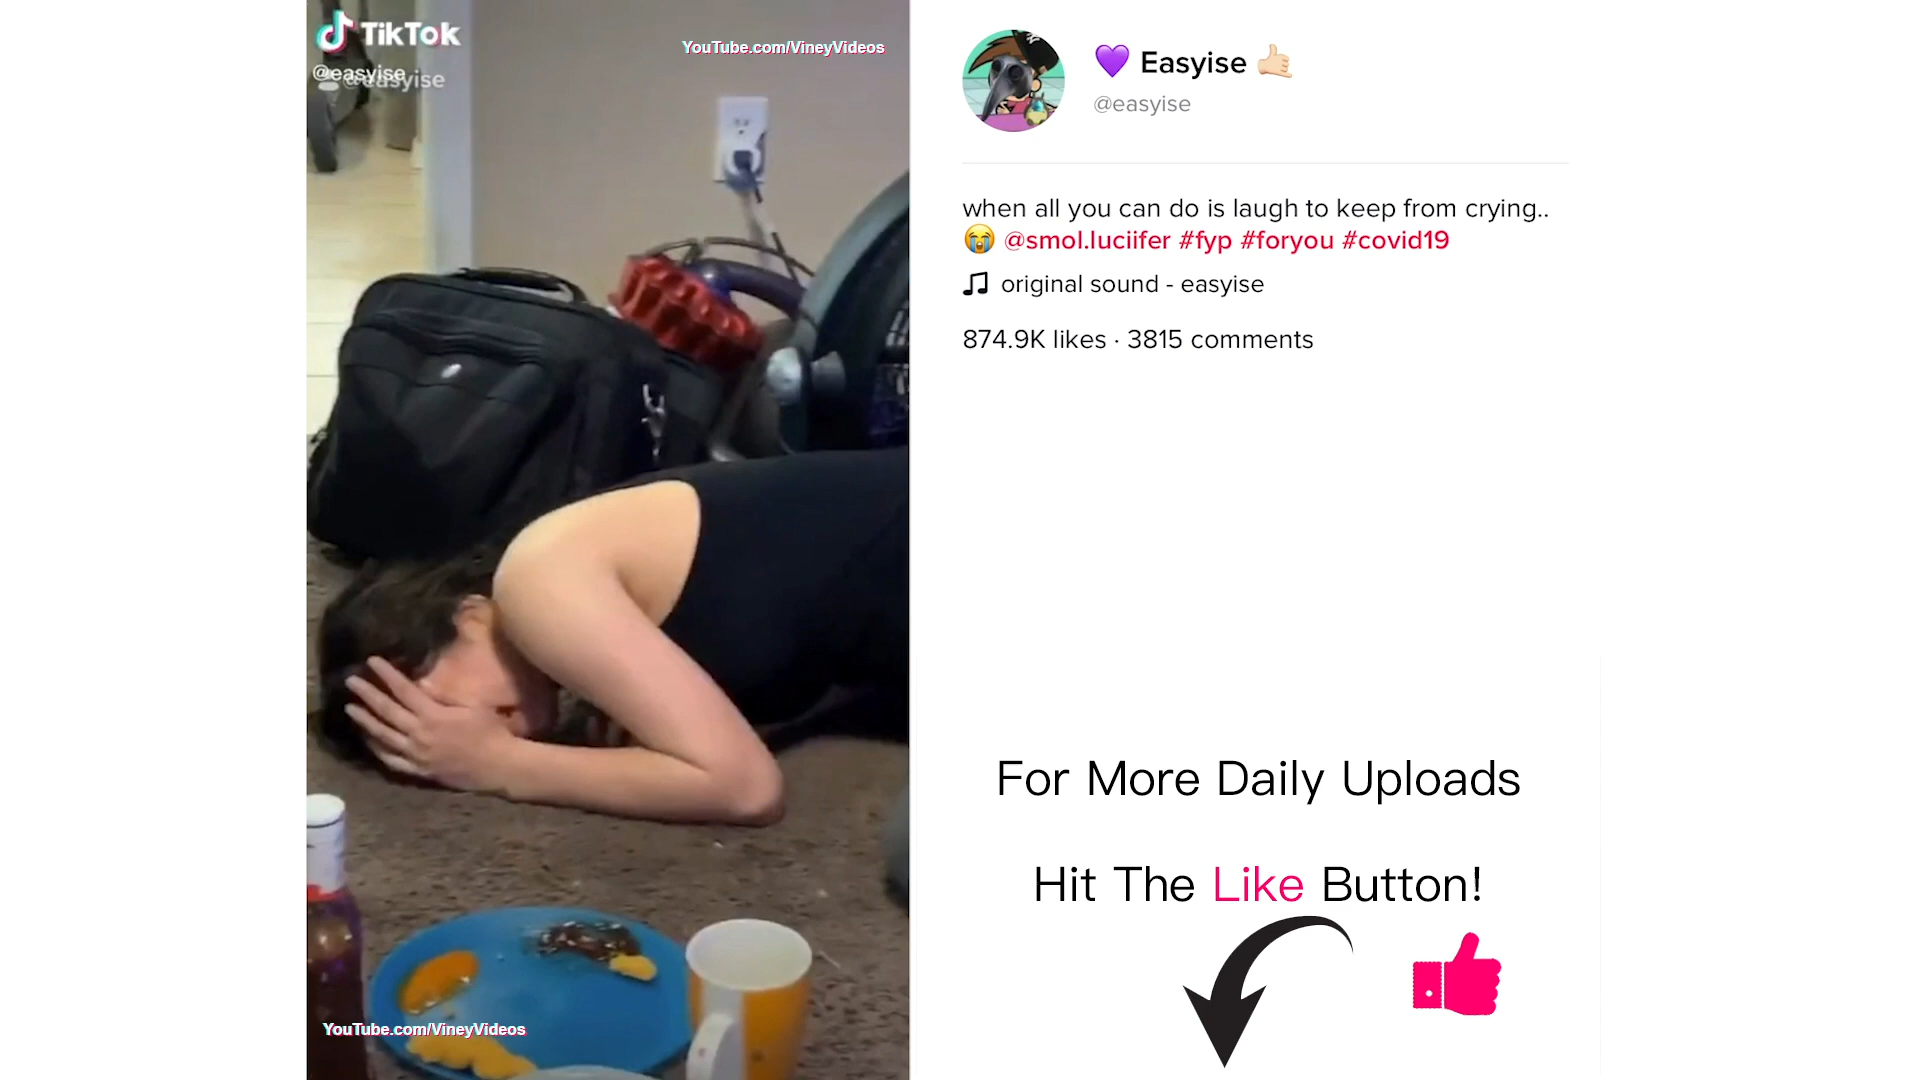 TikTok
@easyise
@easyise
YouTube.com/VineyVideos
💜 Easyise 🤙🏻
@easyise
when all you can do is laugh to keep from crying..
😭 @smol.luciifer #fyp #foryou #covid19
original sound - easyise
874.9K likes · 3815 comments
For More Daily Uploads
Hit The Like Button!
YouTube.com/VineyVideos